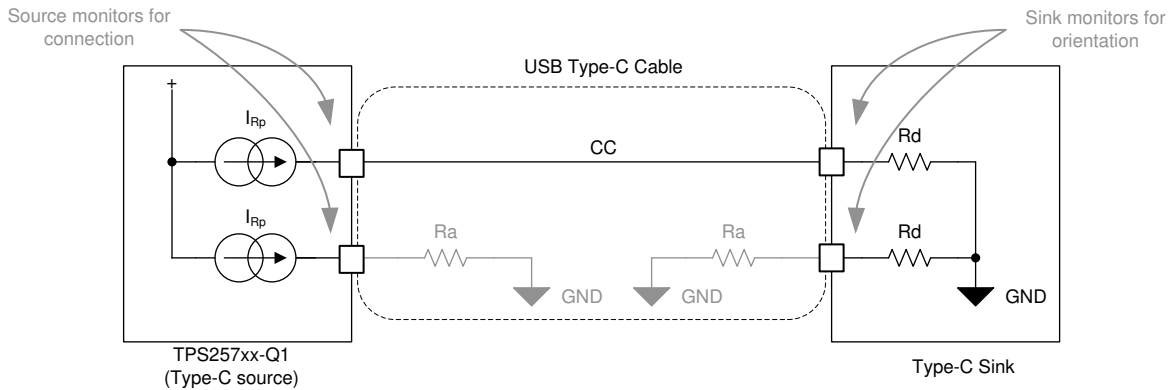 Source monitors for
connection
Sink monitors for
orientation
USB Type-C Cable
+
IRp
CC
Rd
IRp
Ra
Ra
Rd
GND
GND
GND
TPS257xx-Q1
(Type-C source)
Type-C Sink